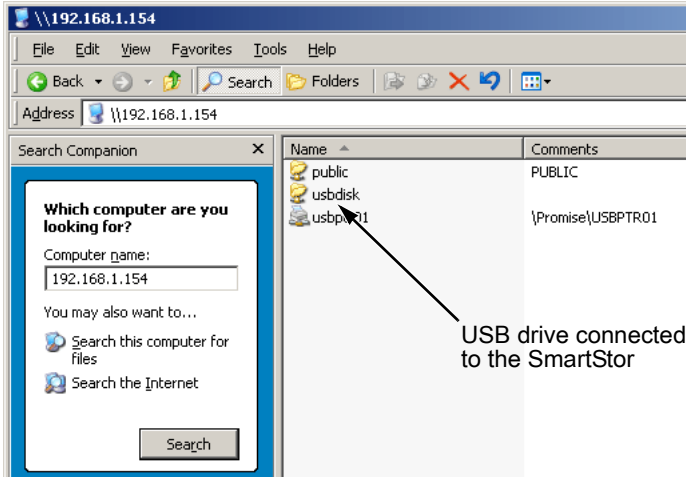 \\192.168.1.154
File Edit View Favorites Tools Help
Back Search Folders
Address \\192.168.1.154
Search Companion
Name Comments
public PUBLIC
usbdisk
\Promise\USBPTR01
Which computer are you
looking for?
Computer name:
192.168.1.154
You may also want to...
Search this computer for
files
Search the Internet
Search
USB drive connected
to the SmartStor